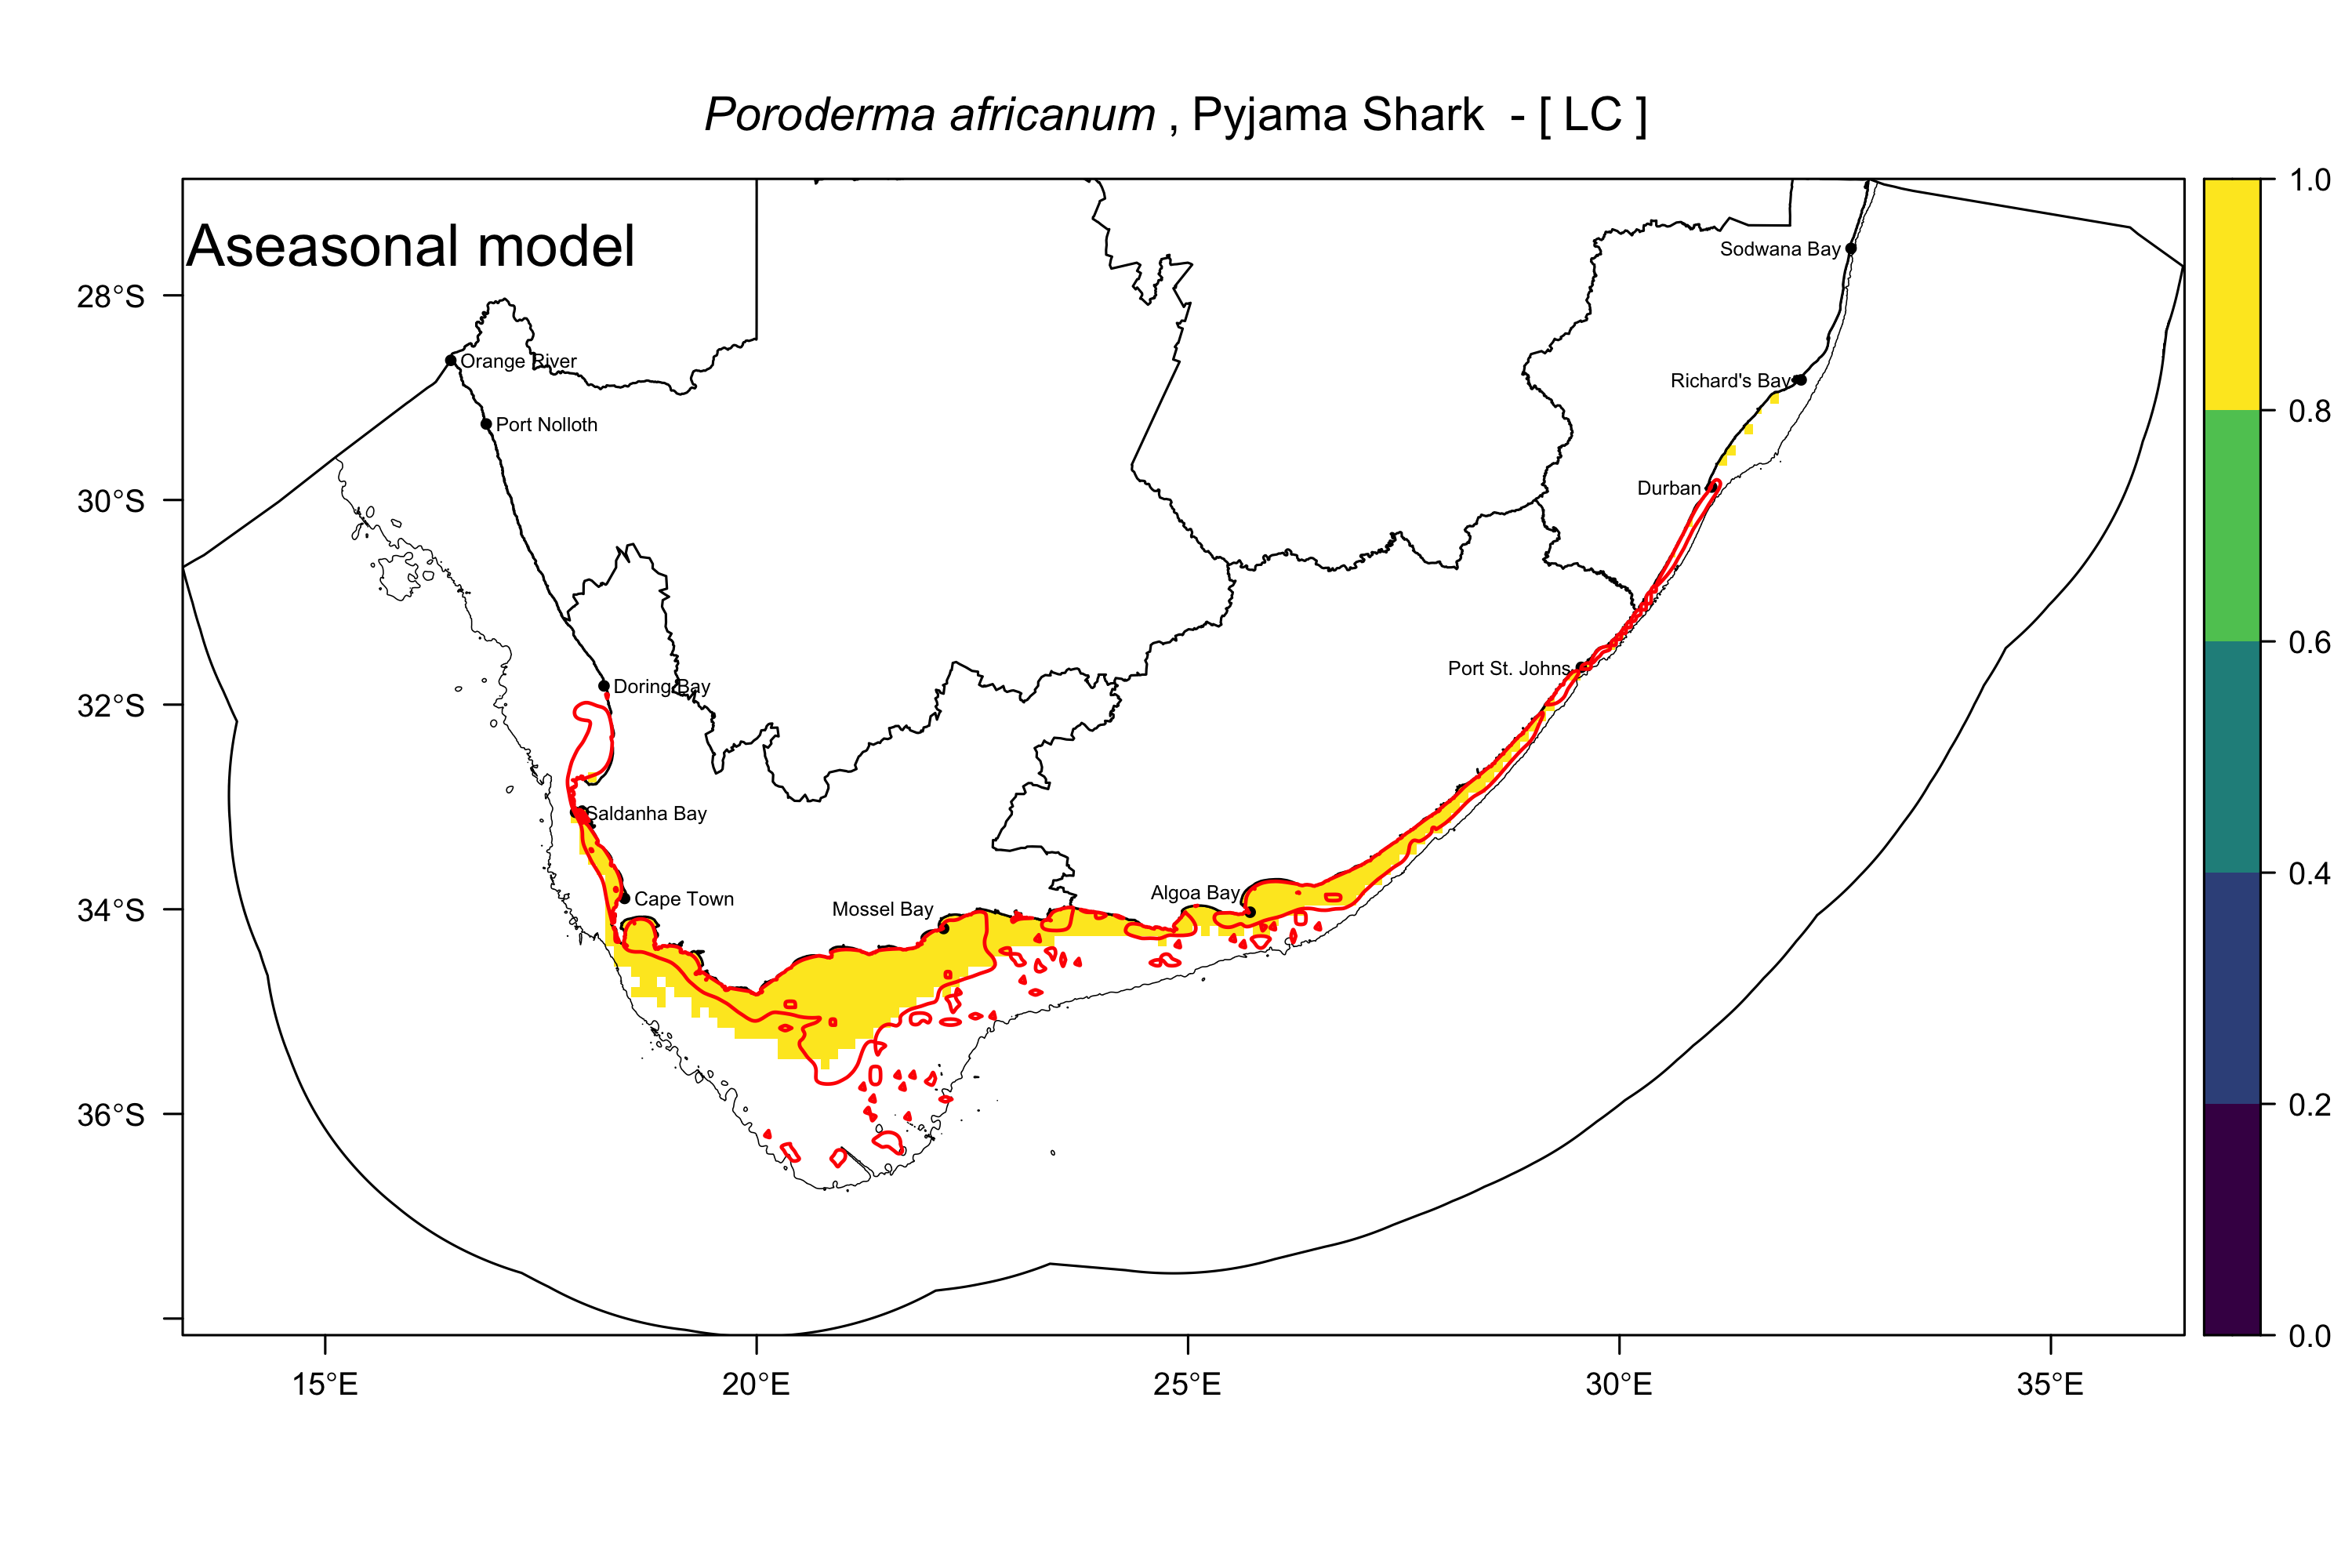 Poroderma africanum , Pyjama Shark - [ LC ]
Aseasonal model
1.0
Sodwana Bay
28°S
Orange River
Richard's Bay
0.8
Port Nolloth
Durban
30°S
0.6
Port St. Johns
Doring Bay
32°S
0.4
Saldanha Bay
Algoa Bay
Cape Town
Mossel Bay
34°S
0.2
36°S
0.0
15°E
20°E
25°E
30°E
35°E